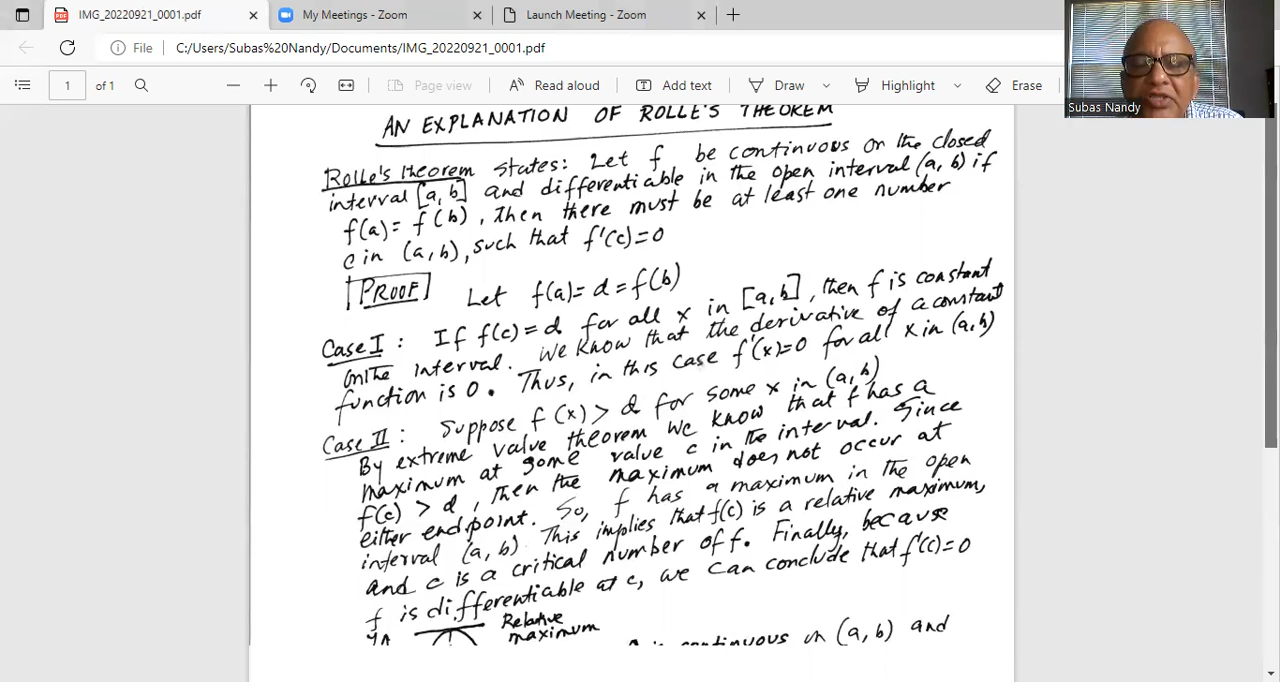 IMG_20220921_0001.pdf
My Meetings - Zoom
Launch Meeting - Zoom
File
C:/Users/Subas%20Nandy/Documents/IMG_20220921_0001.pdf
1 of 1
Page view
Read aloud
Add text
Draw
Highlight
Erase
Subas Nandy
AN EXPLANATION OF ROLLE'S THEOREM
Rolle's theorem states: Let f be continuous on the closed
interval [a, b] and differentiable in the open interval (a, b) if
f(a) = f(b), then there must be at least one number
c in (a, b), such that f'(c)=0
PROOF Let f(a)= d = f(b)
Case I : If f(c) = d for all x in [a, b], then f is constant
on the interval. We know that the derivative of a constant
function is 0. Thus, in this case f'(x)=0 for all x in (a, b)
Case II : Suppose f(x) > d for some x in (a, b)
By extreme value theorem we know that f has a
maximum at some value c in the interval. Since
f(c) > d, then the maximum does not occur at
either endpoint. So, f has a maximum in the open
interval (a, b). This implies that f(c) is a relative maximum,
and c is a critical number of f. Finally, because
f is differentiable at c, we can conclude that f'(c)=0
Relative
maximum
is continuous on (a, b) and